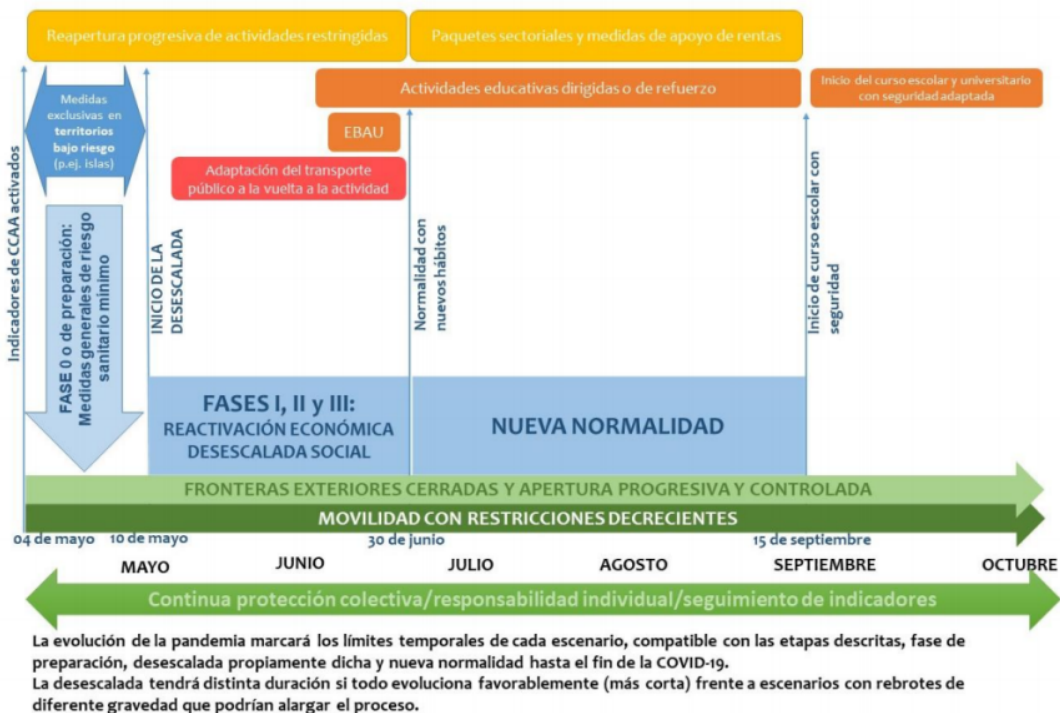 Reapertura progresiva de actividades restringidas
Paquetes sectoriales y medidas de apoyo de rentas
Actividades educativas dirigidas o de refuerzo
Inicio del curso escolar y universitario
con seguridad adaptada
Medidas
exclusivas en
territorios
bajo riesgo
(p.ej. islas)
EBAU
Adaptación del transporte
público a la vuelta a la actividad
Indicadores de CCAA activados
FASE 0 o de preparación:
Medidas generales de riesgo
sanitario mínimo
INICIO DE LA
DESESCALADA
Normalidad con
nuevos hábitos
Inicio de curso escolar con
seguridad
FASES I, II y III:
REACTIVACIÓN ECONÓMICA
DESESCALADA SOCIAL
NUEVA NORMALIDAD
FRONTERAS EXTERIORES CERRADAS Y APERTURA PROGRESIVA Y CONTROLADA
MOVILIDAD CON RESTRICCIONES DECRECIENTES
04 de mayo
10 de mayo
30 de junio
15 de septiembre
MAYO
JUNIO
JULIO
AGOSTO
SEPTIEMBRE
OCTUBRE
Continua protección colectiva/responsabilidad individual/seguimiento de indicadores
La evolución de la pandemia marcará los límites temporales de cada escenario, compatible con las etapas descritas, fase de
preparación, desescalada propiamente dicha y nueva normalidad hasta el fin de la COVID-19.
La desescalada tendrá distinta duración si todo evoluciona favorablemente (más corta) frente a escenarios con rebrotes de
diferente gravedad que podrían alargar el proceso.